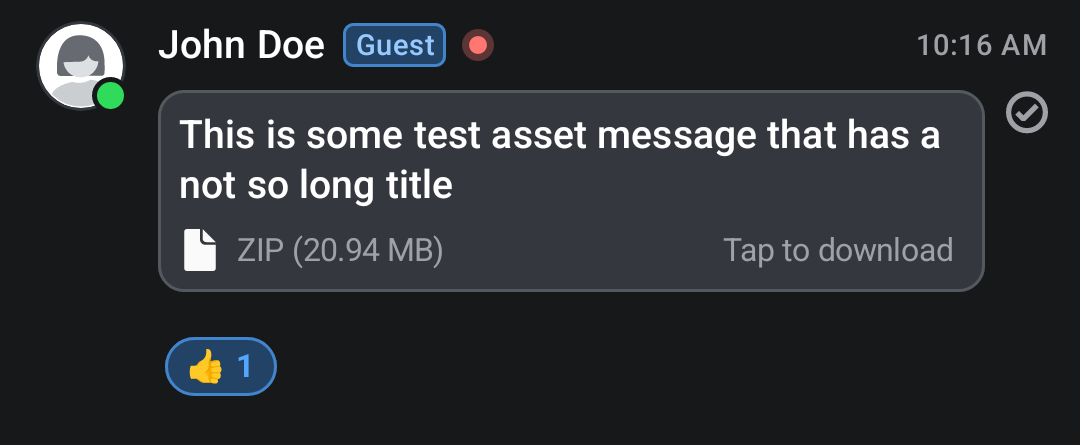 John Doe Guest 10:16 AM
This is some test asset message that has a
not so long title
ZIP (20.94 MB) Tap to download
👍 1